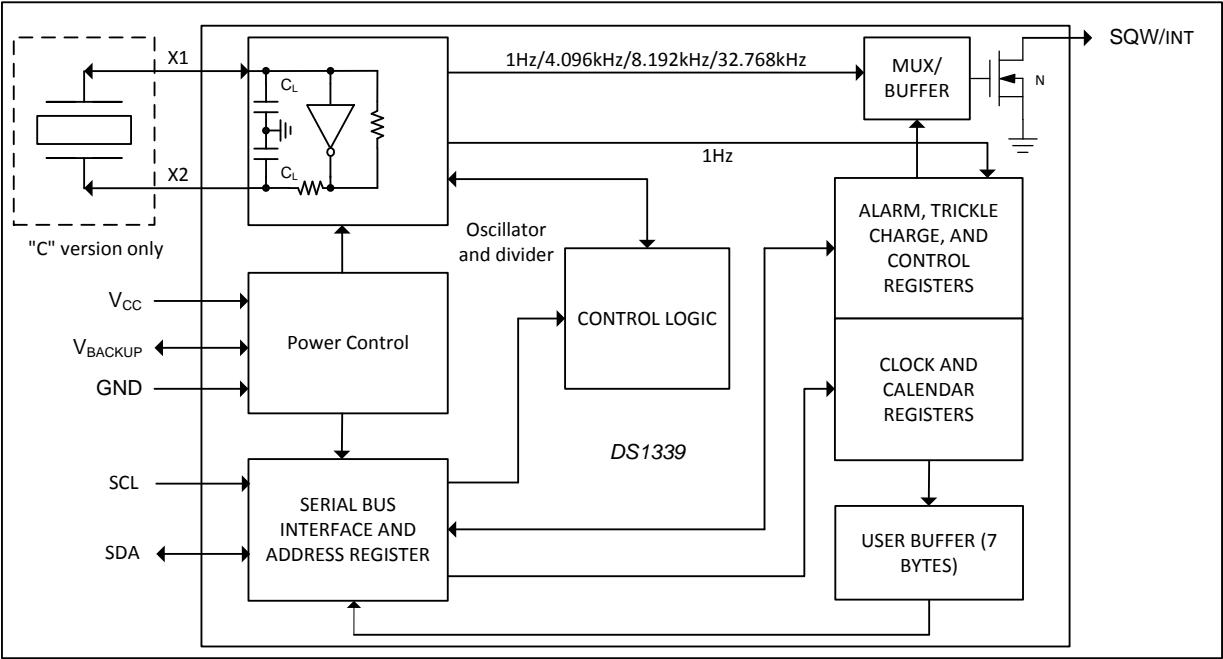 X1
1Hz/4.096kHz/8.192kHz/32.768kHz
MUX/
BUFFER
SQW/INT
N
CL
CL
X2
1Hz
"C" version only
Oscillator
and divider
ALARM, TRICKLE
CHARGE, AND
CONTROL
REGISTERS
VCC
VBACKUP
GND
Power Control
CONTROL LOGIC
CLOCK AND
CALENDAR
REGISTERS
DS1339
SCL
SDA
SERIAL BUS
INTERFACE AND
ADDRESS REGISTER
USER BUFFER (7
BYTES)